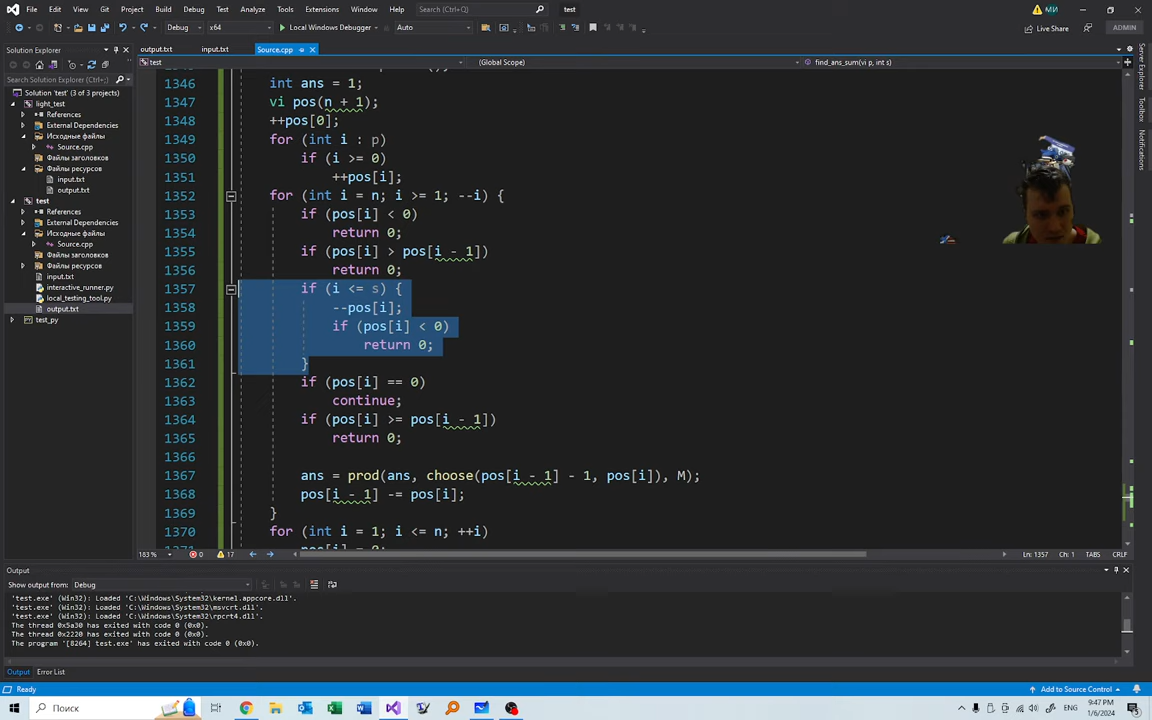 File Edit View Git Project Build Debug Test Analyze Tools Extensions Window Help Search (Ctrl+Q) test МИ
Debug x64 Local Windows Debugger Auto Live Share ADMIN
Solution Explorer
Search Solution Explorer (Ctrl+;)
Solution 'test' (3 of 3 projects)
light_test
References
External Dependencies
Исходные файлы
Source.cpp
Файлы заголовков
Файлы ресурсов
input.txt
output.txt
test
References
External Dependencies
Исходные файлы
Source.cpp
Файлы заголовков
Файлы ресурсов
input.txt
interactive_runner.py
local_testing_tool.py
output.txt
test_py
output.txt input.txt Source.cpp
test (Global Scope) find_ans_sum(vi p, int s)
1346 int ans = 1;
1347 vi pos(n + 1);
1348 ++pos[0];
1349 for (int i : p)
1350 if (i >= 0)
1351 ++pos[i];
1352 for (int i = n; i >= 1; --i) {
1353 if (pos[i] < 0)
1354 return 0;
1355 if (pos[i] > pos[i - 1])
1356 return 0;
1357 if (i <= s) {
1358 --pos[i];
1359 if (pos[i] < 0)
1360 return 0;
1361 }
1362 if (pos[i] == 0)
1363 continue;
1364 if (pos[i] >= pos[i - 1])
1365 return 0;
1366
1367 ans = prod(ans, choose(pos[i - 1] - 1, pos[i]), M);
1368 pos[i - 1] -= pos[i];
1369 }
1370 for (int i = 1; i <= n; ++i)
183 % 0 17 Ln: 1357 Ch: 1 TABS CRLF
Server Explorer
Toolbox
Notifications
Output
Show output from: Debug
'test.exe' (Win32): Loaded 'C:\Windows\System32\kernel.appcore.dll'.
'test.exe' (Win32): Loaded 'C:\Windows\System32\msvcrt.dll'.
'test.exe' (Win32): Loaded 'C:\Windows\System32\rpcrt4.dll'.
The thread 0x5a30 has exited with code 0 (0x0).
The thread 0x2220 has exited with code 0 (0x0).
The program '[8264] test.exe' has exited with code 0 (0x0).
Output Error List
Ready Add to Source Control
Поиск ENG 9:47 PM
1/6/2024